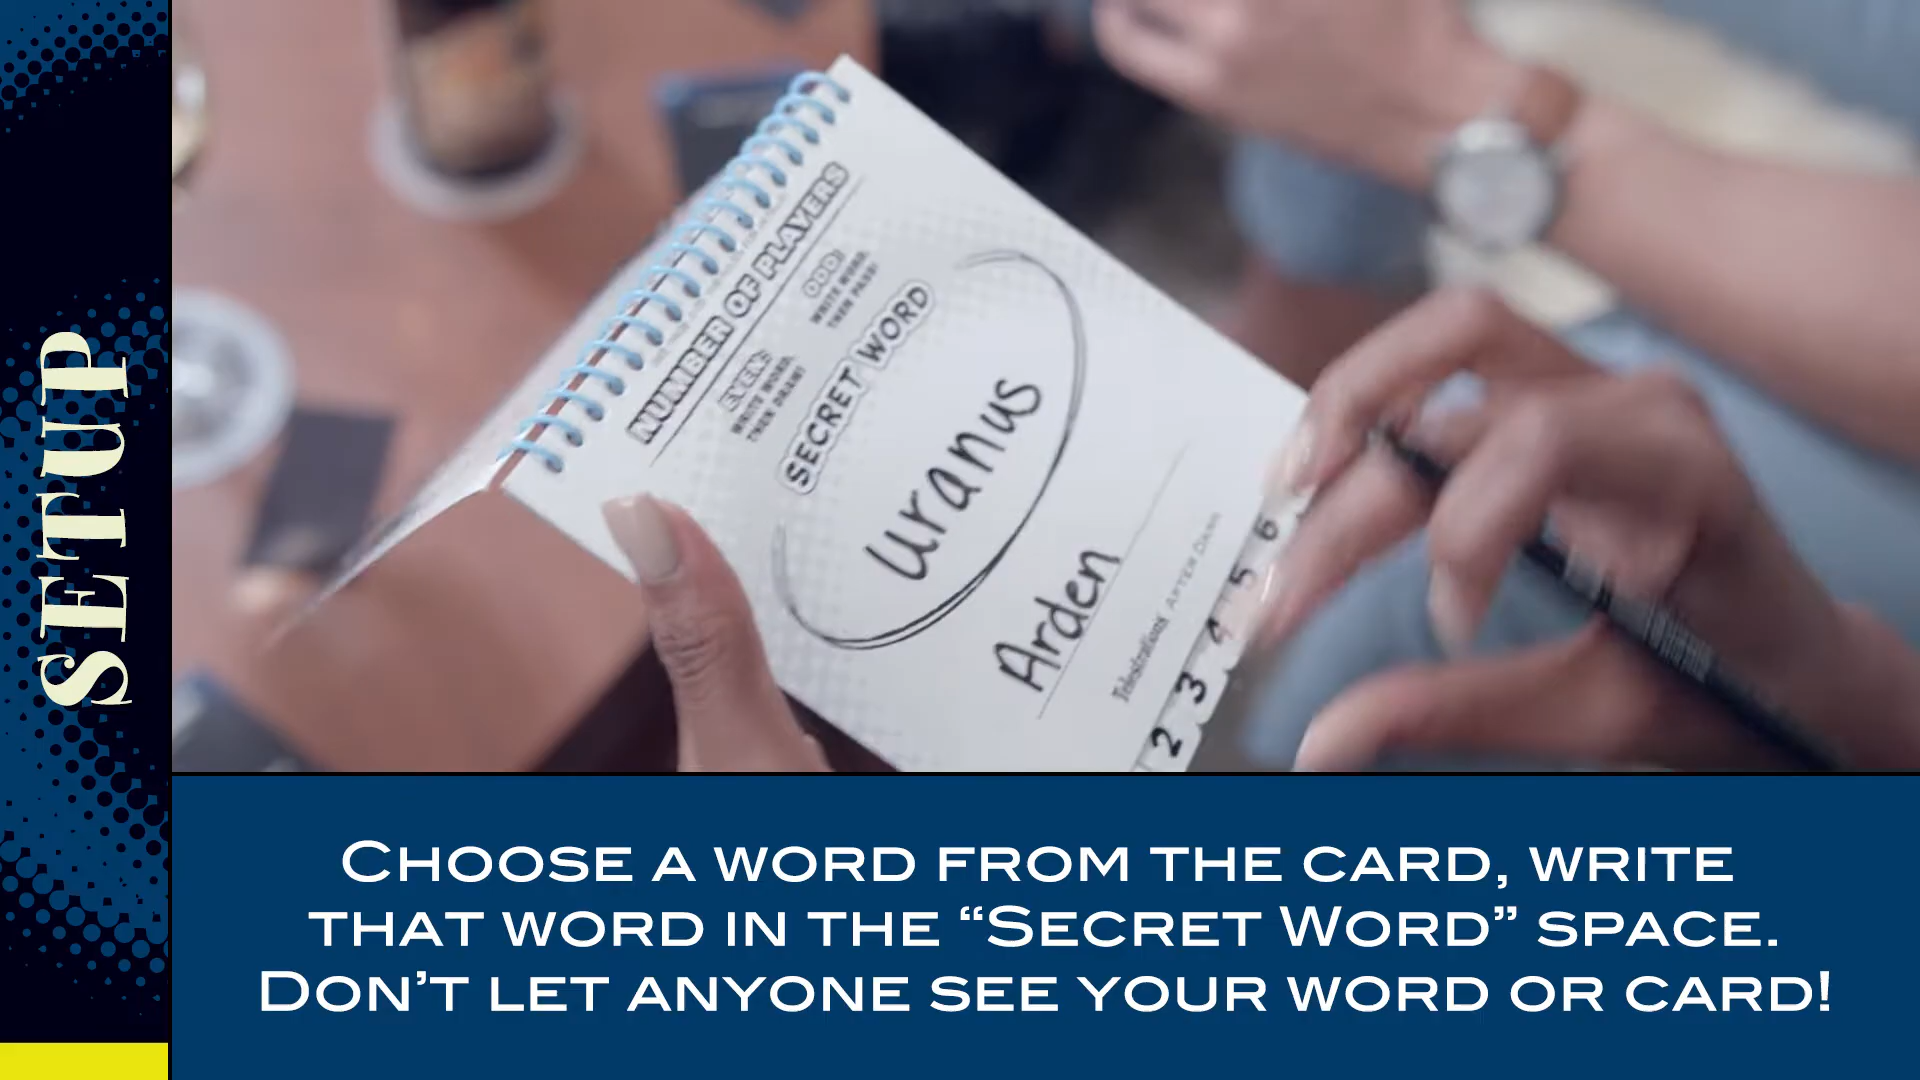 SETUP
NUMBER OF PLAYERS
EVEN:
WRITE WORD,
THEN DRAW!
ODD:
WRITE WORD,
THEN PASS!
SECRET WORD
Uranus
Arden
Telestrations AFTER DARK
2 3 4 5 6
CHOOSE A WORD FROM THE CARD, WRITE
THAT WORD IN THE “SECRET WORD” SPACE.
DON’T LET ANYONE SEE YOUR WORD OR CARD!